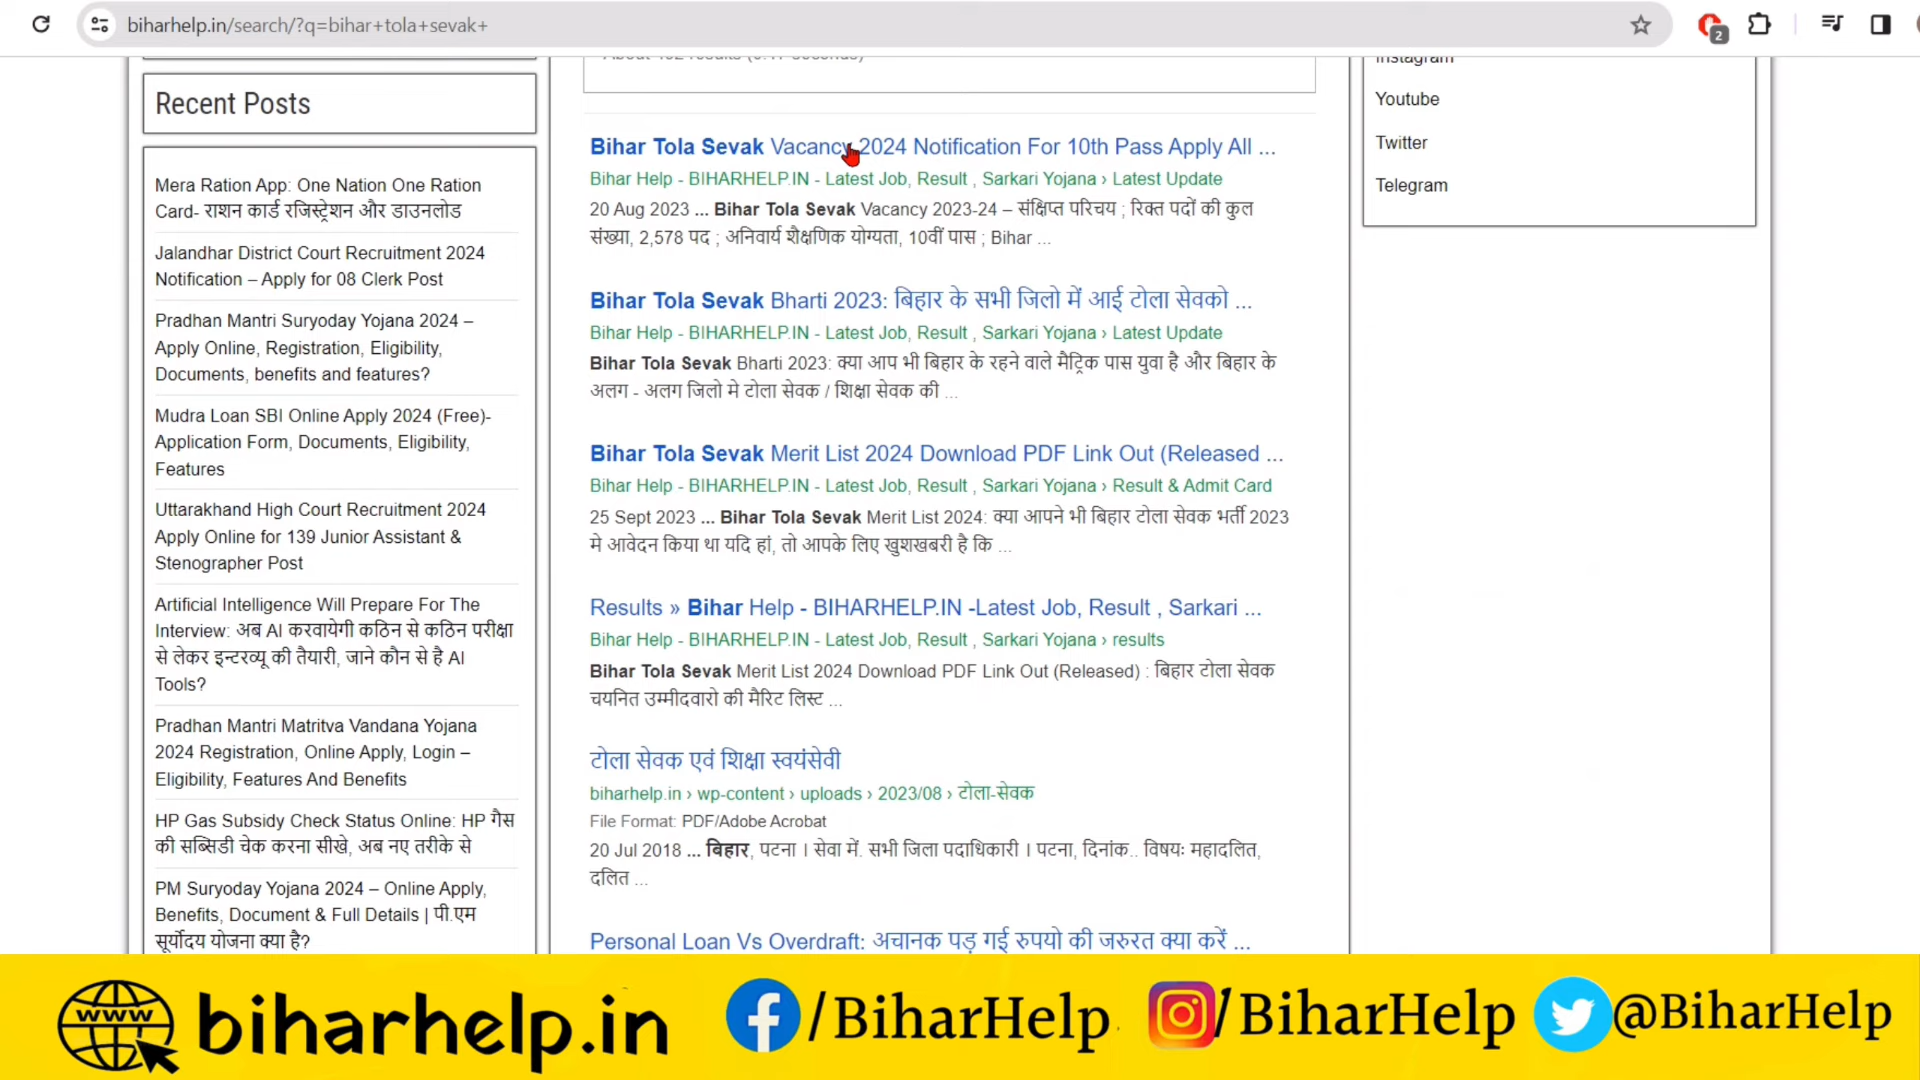 biharhelp.in/search/?q=bihar+tola+sevak+
2
Recent Posts
Mera Ration App: One Nation One Ration
Card- राशन कार्ड रजिस्ट्रेशन और डाउनलोड
Jalandhar District Court Recruitment 2024
Notification – Apply for 08 Clerk Post
Pradhan Mantri Suryoday Yojana 2024 –
Apply Online, Registration, Eligibility,
Documents, benefits and features?
Mudra Loan SBI Online Apply 2024 (Free)-
Application Form, Documents, Eligibility,
Features
Uttarakhand High Court Recruitment 2024
Apply Online for 139 Junior Assistant &
Stenographer Post
Artificial Intelligence Will Prepare For The
Interview: अब AI करवायेगी कठिन से कठिन परीक्षा
से लेकर इन्टरव्यू की तैयारी, जाने कौन से है AI
Tools?
Pradhan Mantri Matritva Vandana Yojana
2024 Registration, Online Apply, Login –
Eligibility, Features And Benefits
HP Gas Subsidy Check Status Online: HP गैस
की सब्सिडी चेक करना सीखे, अब नए तरीके से
PM Suryoday Yojana 2024 – Online Apply,
Benefits, Document & Full Details | पी.एम
सूर्योदय योजना क्या है?
Bihar Tola Sevak Vacancy 2024 Notification For 10th Pass Apply All ...
Bihar Help - BIHARHELP.IN - Latest Job, Result , Sarkari Yojana › Latest Update
20 Aug 2023 ... Bihar Tola Sevak Vacancy 2023-24 – संक्षिप्त परिचय ; रिक्त पदों की कुल
संख्या, 2,578 पद ; अनिवार्य शैक्षणिक योग्यता, 10वीं पास ; Bihar ...
Bihar Tola Sevak Bharti 2023: बिहार के सभी जिलो में आई टोला सेवको ...
Bihar Help - BIHARHELP.IN - Latest Job, Result , Sarkari Yojana › Latest Update
Bihar Tola Sevak Bharti 2023: क्या आप भी बिहार के रहने वाले मैट्रिक पास युवा है और बिहार के
अलग - अलग जिलो मे टोला सेवक / शिक्षा सेवक की ...
Bihar Tola Sevak Merit List 2024 Download PDF Link Out (Released ...
Bihar Help - BIHARHELP.IN - Latest Job, Result , Sarkari Yojana › Result & Admit Card
25 Sept 2023 ... Bihar Tola Sevak Merit List 2024: क्या आपने भी बिहार टोला सेवक भर्ती 2023
मे आवेदन किया था यदि हां, तो आपके लिए खुशखबरी है कि ...
Results » Bihar Help - BIHARHELP.IN -Latest Job, Result , Sarkari ...
Bihar Help - BIHARHELP.IN - Latest Job, Result , Sarkari Yojana › results
Bihar Tola Sevak Merit List 2024 Download PDF Link Out (Released) : बिहार टोला सेवक
चयनित उम्मीदवारो की मैरिट लिस्ट ...
टोला सेवक एवं शिक्षा स्वयंसेवी
biharhelp.in › wp-content › uploads › 2023/08 › टोला-सेवक
File Format: PDF/Adobe Acrobat
20 Jul 2018 ... बिहार, पटना । सेवा में. सभी जिला पदाधिकारी । पटना, दिनांक.. विषयः महादलित,
दलित ...
Personal Loan Vs Overdraft: अचानक पड़ गई रुपयो की जरुरत क्या करें ...
Instagram
Youtube
Twitter
Telegram
www biharhelp.in /BiharHelp /BiharHelp @BiharHelp